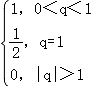 1, 0<q<1
1/2, q=1
0, |q|>1